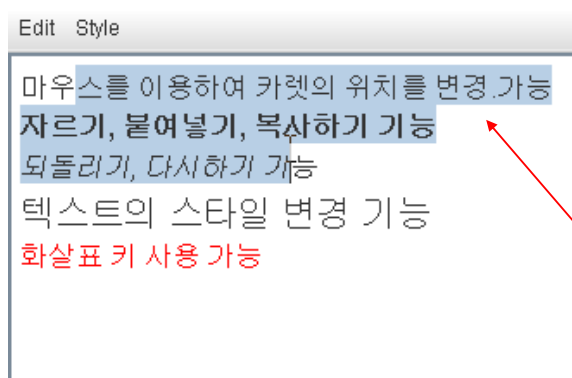 Edit Style
마우스를 이용하여 카렛의 위치를 변경.가능
자르기, 붙여넣기, 복사하기 기능
되돌리기, 다시하기 기능
텍스트의 스타일 변경 기능
화살표 키 사용 가능